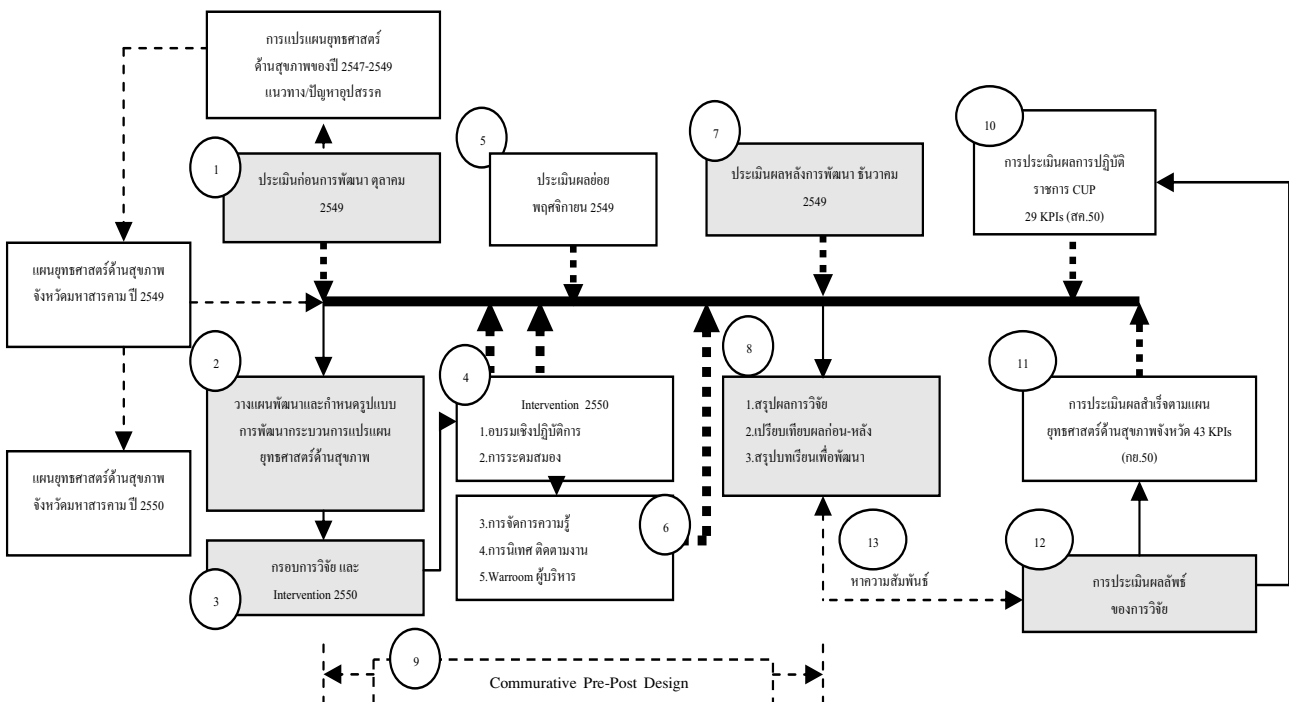 การแปรแผนยุทธศาสตร์
ด้านสุขภาพของปี 2547-2549
แนวทาง/ปัญหาอุปสรรค
1
ประเมินก่อนการพัฒนา ตุลาคม
2549
5
ประเมินผลย่อย
พฤศจิกายน 2549
7
ประเมินผลหลังการพัฒนา ธันวาคม
2549
10
การประเมินผลการปฏิบัติ
ราชการ CUP
29 KPIs (สค.50)
แผนยุทธศาสตร์ด้านสุขภาพ
จังหวัดมหาสารคาม ปี 2549
แผนยุทธศาสตร์ด้านสุขภาพ
จังหวัดมหาสารคาม ปี 2550
2
วางแผนพัฒนาและกำหนดรูปแบบ
การพัฒนากระบวนการแปรแผน
ยุทธศาสตร์ด้านสุขภาพ
3
กรอบการวิจัย และ
Intervention 2550
4
Intervention 2550
1.อบรมเชิงปฏิบัติการ
2.การระดมสมอง
6
3.การจัดการความรู้
4.การนิเทศ ติดตามงาน
5.Warroom ผู้บริหาร
8
1.สรุปผลการวิจัย
2.เปรียบเทียบผลก่อน-หลัง
3.สรุปบทเรียนเพื่อพัฒนา
11
การประเมินผลสำเร็จตามแผน
ยุทธศาสตร์ด้านสุขภาพจังหวัด 43 KPIs
(กย.50)
13
หาความสัมพันธ์
12
การประเมินผลลัพธ์
ของการวิจัย
9
Commurative Pre-Post Design